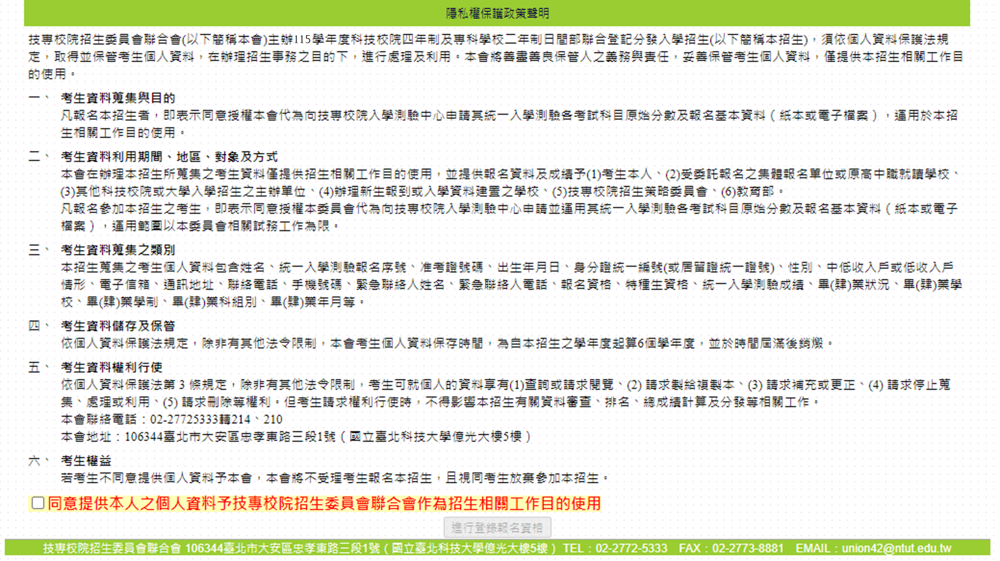 隱私權保護政策聲明
技專校院招生委員會聯合會(以下簡稱本會)主辦115學年度科技校院四年制及專科學校二年制日間部聯合登記分發入學招生(以下簡稱本招生)，須依個人資料保護法規
定，取得並保管考生個人資料，在辦理招生事務之目的下，進行處理及利用。本會將善盡善良保管人之義務與責任，妥善保管考生個人資料，僅提供本招生相關工作目
的使用。
一、 考生資料蒐集與目的
凡報名本招生者，即表示同意授權本會代為向技專校院入學測驗中心申請其統一入學測驗各考試科目原始分數及報名基本資料（紙本或電子檔案），運用於本招
生相關工作目的使用。
二、 考生資料利用期間、地區、對象及方式
本會在辦理本招生所蒐集之考生資料僅提供招生相關工作目的使用，並提供報名資料及成績予(1)考生本人、(2)受委託報名之集體報名單位或原高中職就讀學校、
(3)其他科技校院或大學入學招生之主辦單位、(4)辦理新生報到或入學資料建置之學校、(5)技專校院招生策略委員會、(6)教育部。
凡報名參加本招生之考生，即表示同意授權本委員會代為向技專校院入學測驗中心申請並運用其統一入學測驗各考試科目原始分數及報名基本資料（紙本或電子
檔案），運用範圍以本委員會相關試務工作為限。
三、 考生資料蒐集之類別
本招生蒐集之考生個人資料包含姓名、統一入學測驗報名序號、准考證號碼、出生年月日、身分證統一編號(或居留證統一證號)、性別、中低收入戶或低收入戶
情形、電子信箱、通訊地址、聯絡電話、手機號碼、緊急聯絡人姓名、緊急聯絡人電話、報名資格、特種生資格、統一入學測驗成績、畢(肄)業狀況、畢(肄)業學
校、畢(肄)業學制、畢(肄)業科組別、畢(肄)業年月等。
四、 考生資料儲存及保管
依個人資料保護法規定，除非有其他法令限制，本會考生個人資料保存時間，為自本招生之學年度起算6個學年度，並於時間屆滿後銷燬。
五、 考生資料權利行使
依個人資料保護法第 3 條規定，除非有其他法令限制，考生可就個人的資料享有(1)查詢或請求閱覽、(2) 請求製給複製本、(3) 請求補充或更正、(4) 請求停止蒐
集、處理或利用、(5) 請求刪除等權利。但考生請求權利行使時，不得影響本招生有關資料審查、排名、總成績計算及分發等相關工作。
本會聯絡電話：02-27725333轉214、210
本會地址：106344臺北市大安區忠孝東路三段1號（國立臺北科技大學億光大樓5樓）
六、 考生權益
若考生不同意提供個人資料予本會，本會將不受理考生報名本招生，且視同考生放棄參加本招生。
同意提供本人之個人資料予技專校院招生委員會聯合會作為招生相關工作目的使用
進行登錄報名資格
技專校院招生委員會聯合會 106344臺北市大安區忠孝東路三段1號（國立臺北科技大學億光大樓5樓） TEL：02-2772-5333 FAX：02-2773-8881 EMAIL：union42@ntut.edu.tw